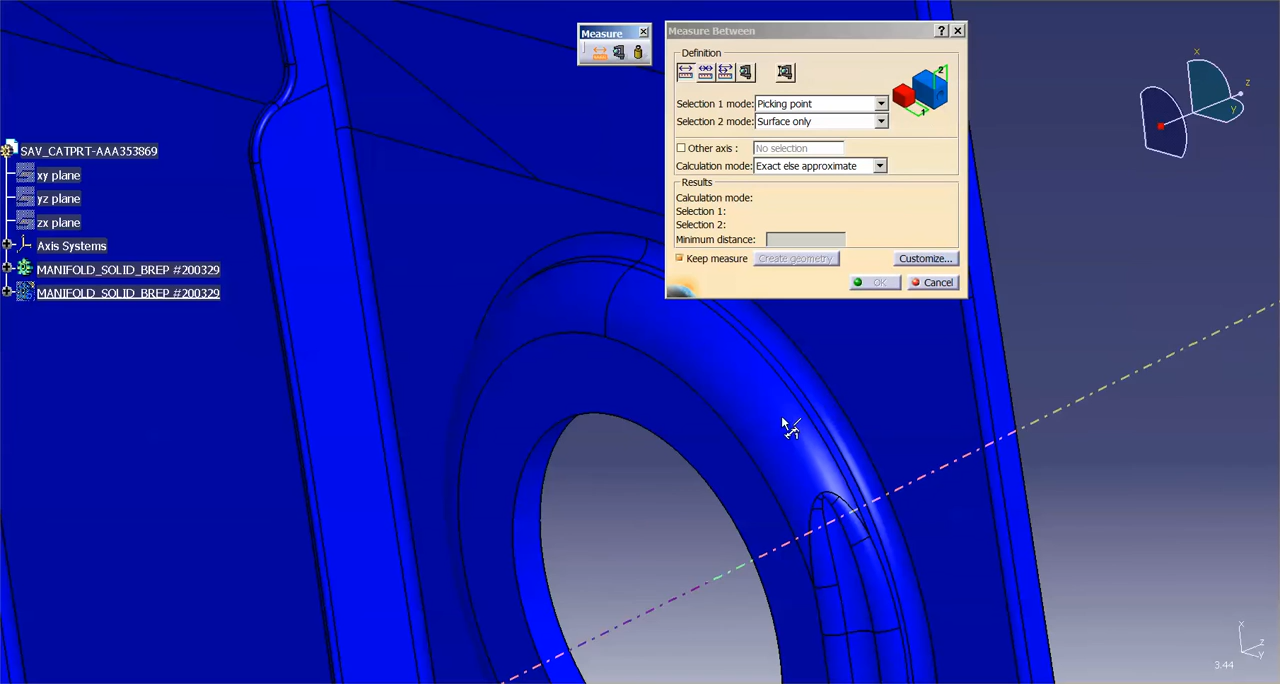 Measure
Measure Between
Definition
Selection 1 mode: Picking point
Selection 2 mode: Surface only
Other axis : No selection
Calculation mode: Exact else approximate
Results
Calculation mode:
Selection 1:
Selection 2:
Minimum distance:
Keep measure Create geometry Customize...
OK Cancel
SAV_CATPRT-AAA353869
xy plane
yz plane
zx plane
Axis Systems
MANIFOLD_SOLID_BREP #200329
MANIFOLD_SOLID_BREP #200329
x
z
y
x
z
y
3.44